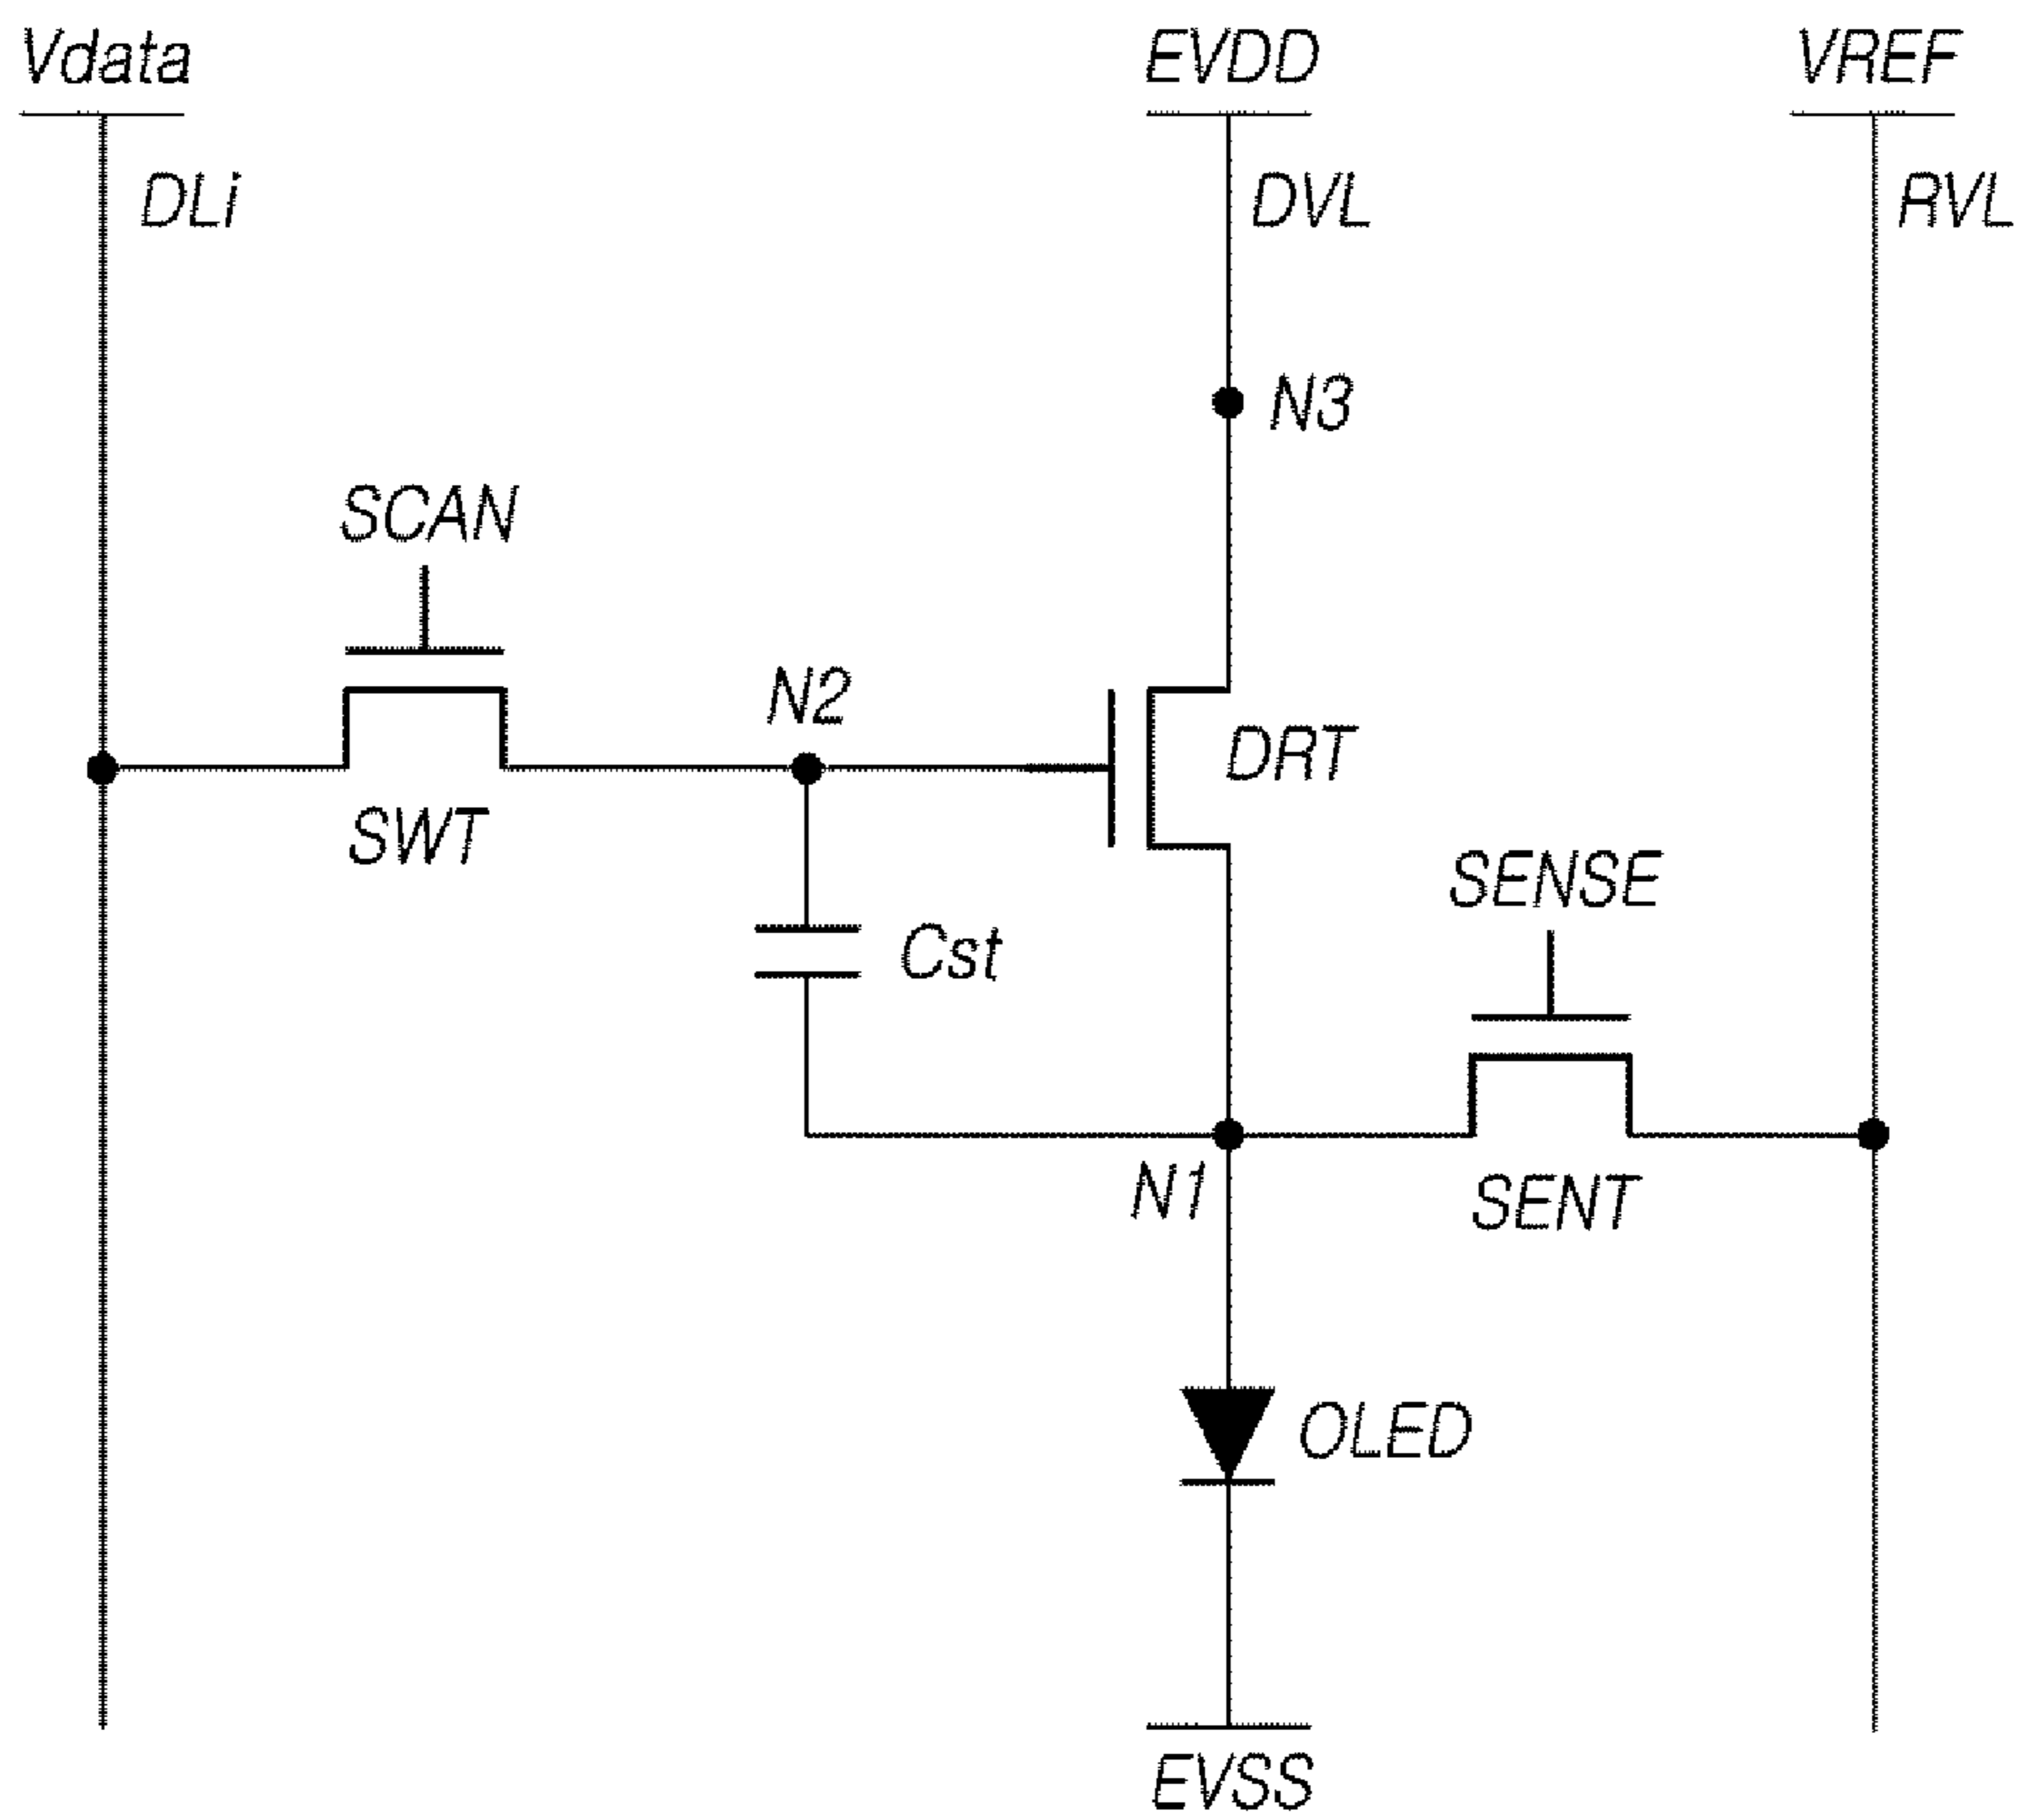 Vdata
EVDD
VREF
DLi
DVL
RVL
N3
SCAN
N2
DRT
SWT
SENSE
Cst
N1
SENT
OLED
EVSS